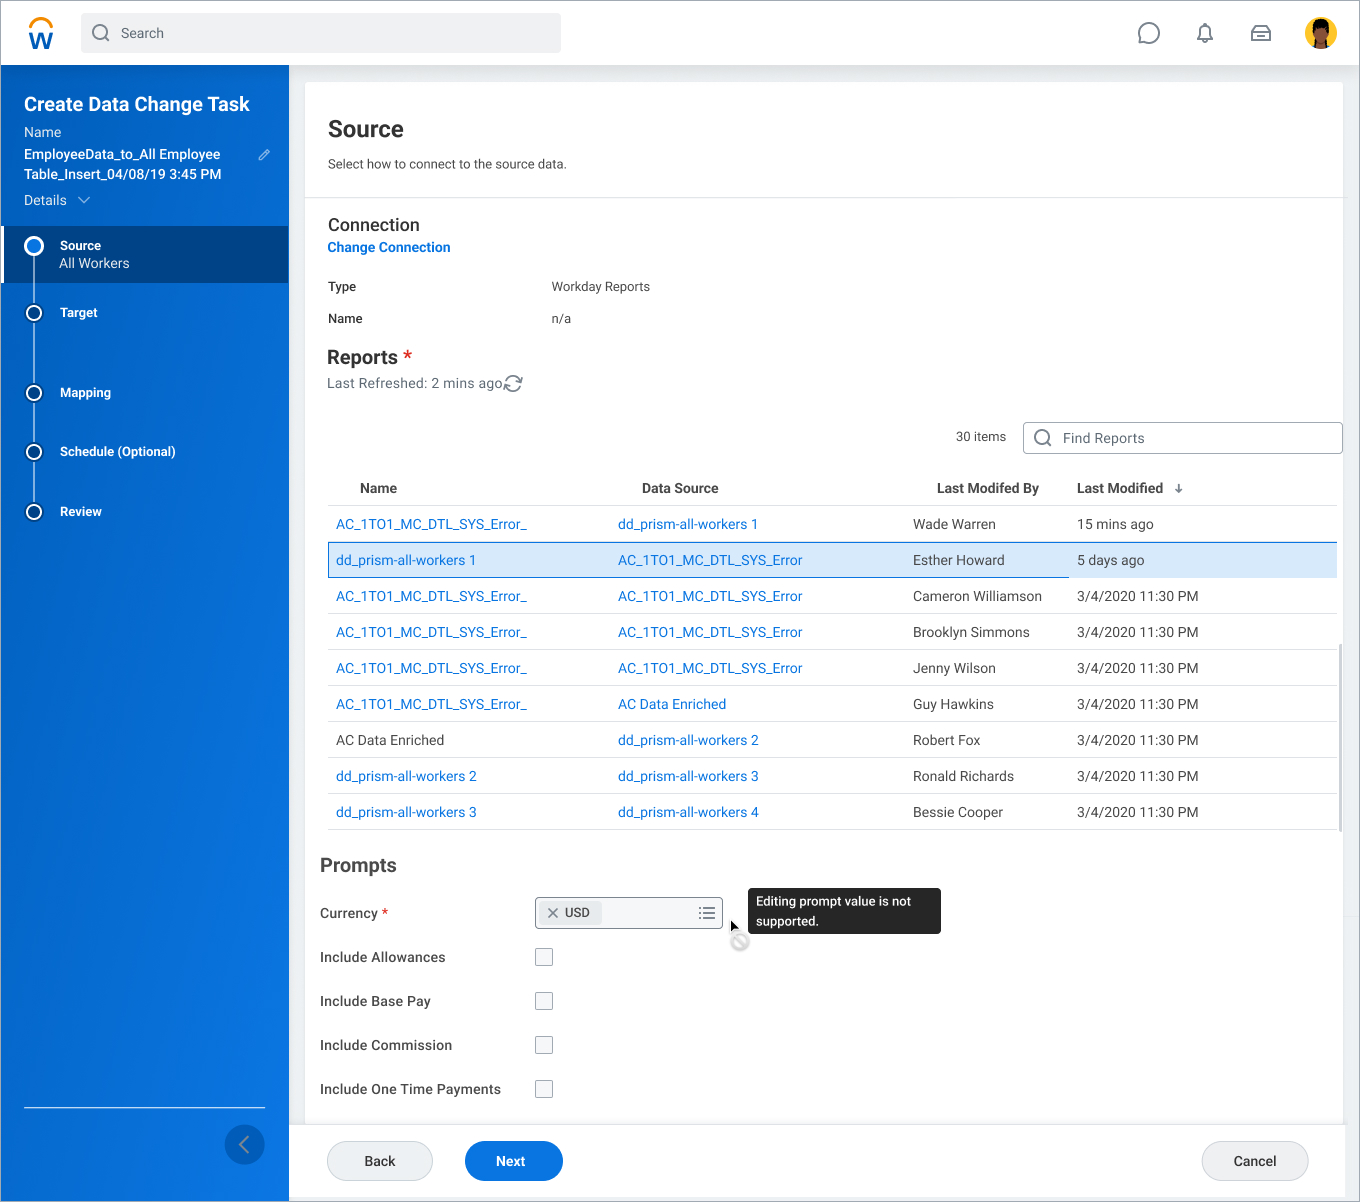 W
Search
Create Data Change Task
Name
EmployeeData_to_All Employee
Table_Insert_04/08/19 3:45 PM
Details
Source
All Workers
Target
Mapping
Schedule (Optional)
Review
Source
Select how to connect to the source data.
Connection
Change Connection
Type Workday Reports
Name n/a
Reports *
Last Refreshed: 2 mins ago
30 items Find Reports
Name Data Source Last Modifed By Last Modified
AC_1TO1_MC_DTL_SYS_Error_ dd_prism-all-workers 1 Wade Warren 15 mins ago
dd_prism-all-workers 1 AC_1TO1_MC_DTL_SYS_Error Esther Howard 5 days ago
AC_1TO1_MC_DTL_SYS_Error_ AC_1TO1_MC_DTL_SYS_Error Cameron Williamson 3/4/2020 11:30 PM
AC_1TO1_MC_DTL_SYS_Error_ AC_1TO1_MC_DTL_SYS_Error Brooklyn Simmons 3/4/2020 11:30 PM
AC_1TO1_MC_DTL_SYS_Error_ AC_1TO1_MC_DTL_SYS_Error Jenny Wilson 3/4/2020 11:30 PM
AC_1TO1_MC_DTL_SYS_Error_ AC Data Enriched Guy Hawkins 3/4/2020 11:30 PM
AC Data Enriched dd_prism-all-workers 2 Robert Fox 3/4/2020 11:30 PM
dd_prism-all-workers 2 dd_prism-all-workers 3 Ronald Richards 3/4/2020 11:30 PM
dd_prism-all-workers 3 dd_prism-all-workers 4 Bessie Cooper 3/4/2020 11:30 PM
Prompts
Currency * USD
Editing prompt value is not
supported.
Include Allowances
Include Base Pay
Include Commission
Include One Time Payments
Back Next Cancel